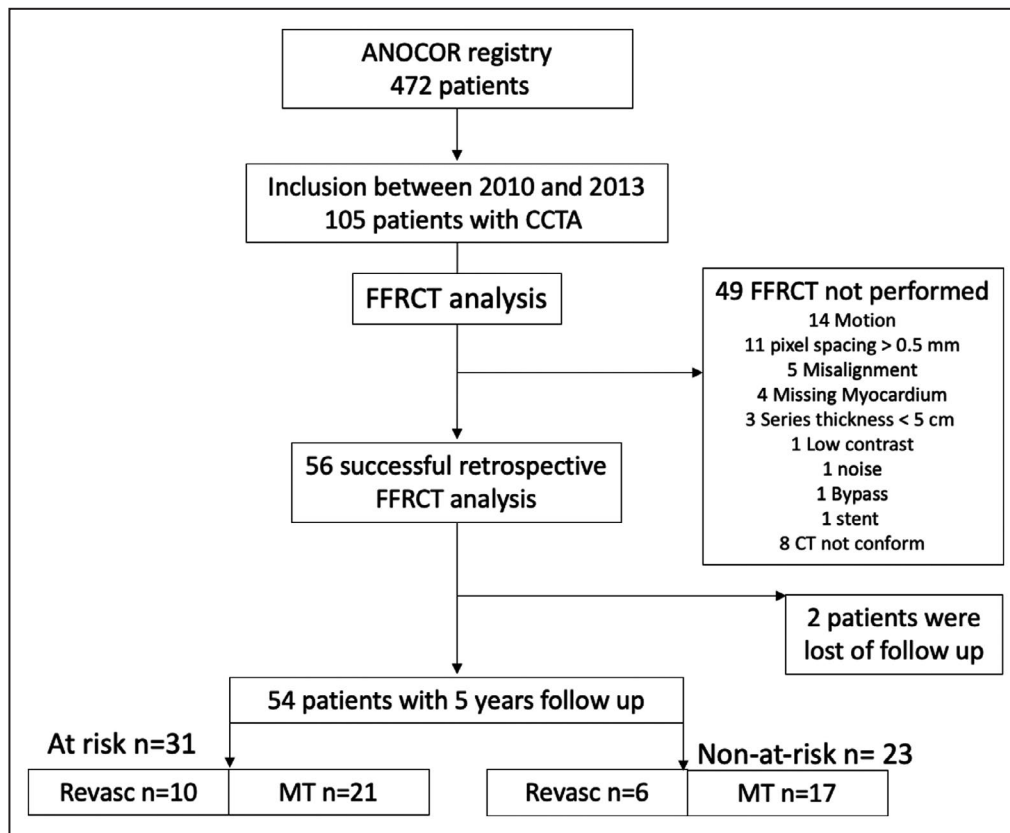 ANOCOR registry
472 patients
Inclusion between 2010 and 2013
105 patients with CCTA
FFRCT analysis
49 FFRCT not performed
14 Motion
11 pixel spacing > 0.5 mm
5 Misalignment
4 Missing Myocardium
3 Series thickness < 5 cm
1 Low contrast
1 noise
1 Bypass
1 stent
8 CT not conform
56 successful retrospective
FFRCT analysis
2 patients were
lost of follow up
54 patients with 5 years follow up
At risk n=31
Non-at-risk n= 23
Revasc n=10
MT n=21
Revasc n=6
MT n=17